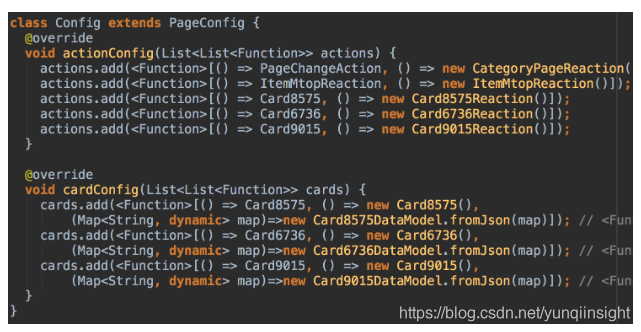 class Config extends PageConfig {
@override
void actionConfig(List<List<Function>> actions) {
actions.add(<Function>[() => PageChangeAction, () => new CategoryPageReaction(
actions.add(<Function>[() => ItemMtopReaction, () => new ItemMtopReaction()]);
actions.add(<Function>[() => Card8575, () => new Card8575Reaction()]);
actions.add(<Function>[() => Card6736, () => new Card6736Reaction()]);
actions.add(<Function>[() => Card9015, () => new Card9015Reaction()]);
}
@override
void cardConfig(List<List<Function>> cards) {
cards.add(<Function>[() => Card8575, () => new Card8575(),
(Map<String, dynamic> map)=>new Card8575DataModel.fromJson(map)]); // <Fun
cards.add(<Function>[() => Card6736, () => new Card6736(),
(Map<String, dynamic> map)=>new Card6736DataModel.fromJson(map)]); // <Fun
cards.add(<Function>[() => Card9015, () => new Card9015(),
(Map<String, dynamic> map)=>new Card9015DataModel.fromJson(map)]); // <Fun
}
}
https://blog.csdn.net/yunqiinsight